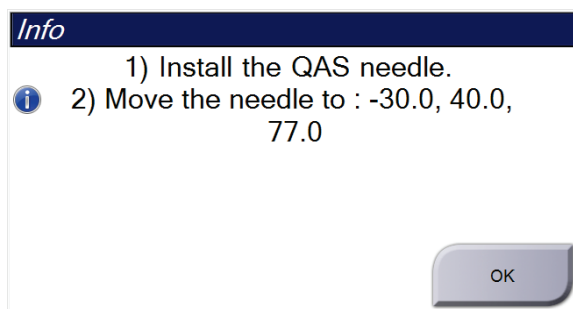 Info
1) Install the QAS needle.
2) Move the needle to : -30.0, 40.0,
77.0
OK